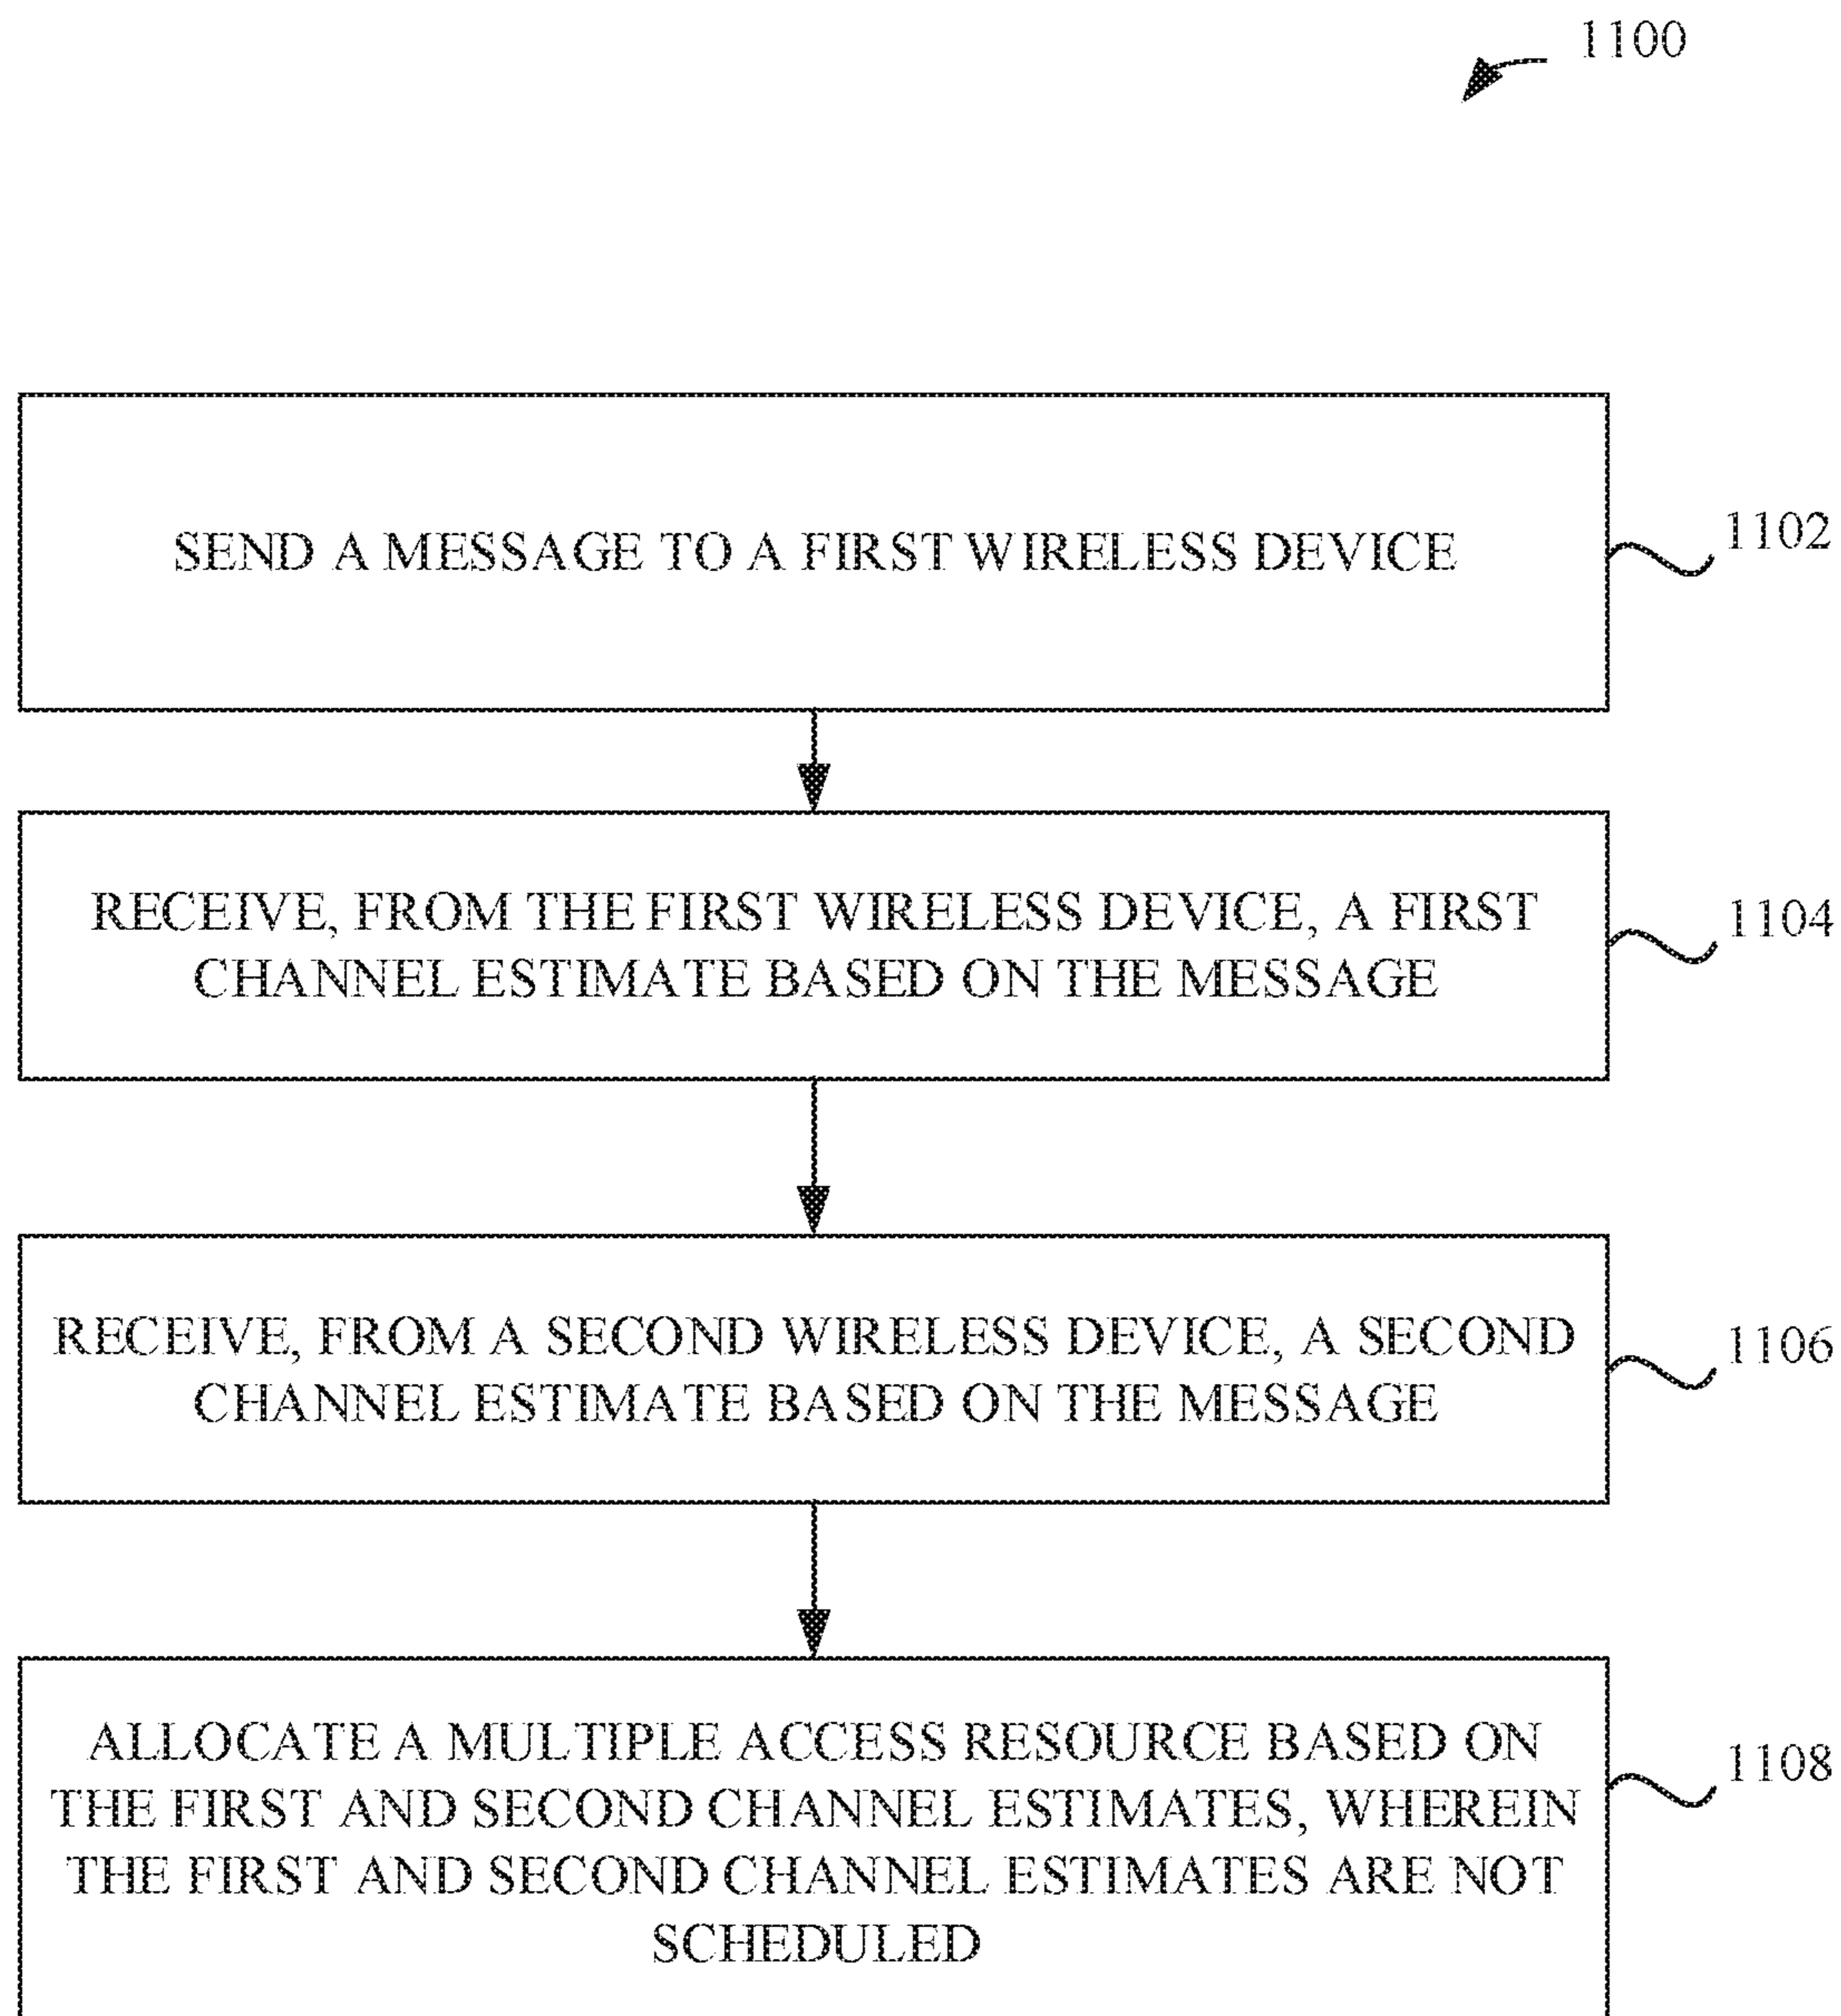 1100
SEND A MESSAGE TO A FIRST WIRELESS DEVICE
1102
RECEIVE, FROM THE FIRST WIRELESS DEVICE, A FIRST
CHANNEL ESTIMATE BASED ON THE MESSAGE
1104
RECEIVE, FROM A SECOND WIRELESS DEVICE, A SECOND
CHANNEL ESTIMATE BASED ON THE MESSAGE
1106
ALLOCATE A MULTIPLE ACCESS RESOURCE BASED ON
THE FIRST AND SECOND CHANNEL ESTIMATES, WHEREIN
THE FIRST AND SECOND CHANNEL ESTIMATES ARE NOT
SCHEDULED
1108